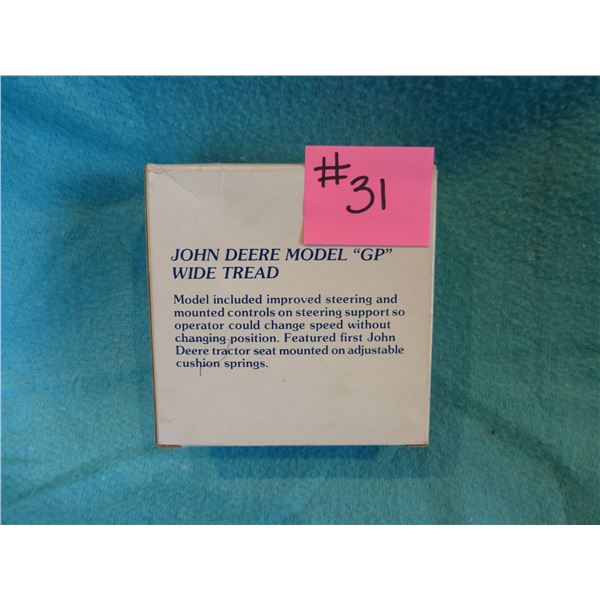 #31
JOHN DEERE MODEL “GP”
WIDE TREAD
Model included improved steering and
mounted controls on steering support so
operator could change speed without
changing position. Featured first John
Deere tractor seat mounted on adjustable
cushion springs.